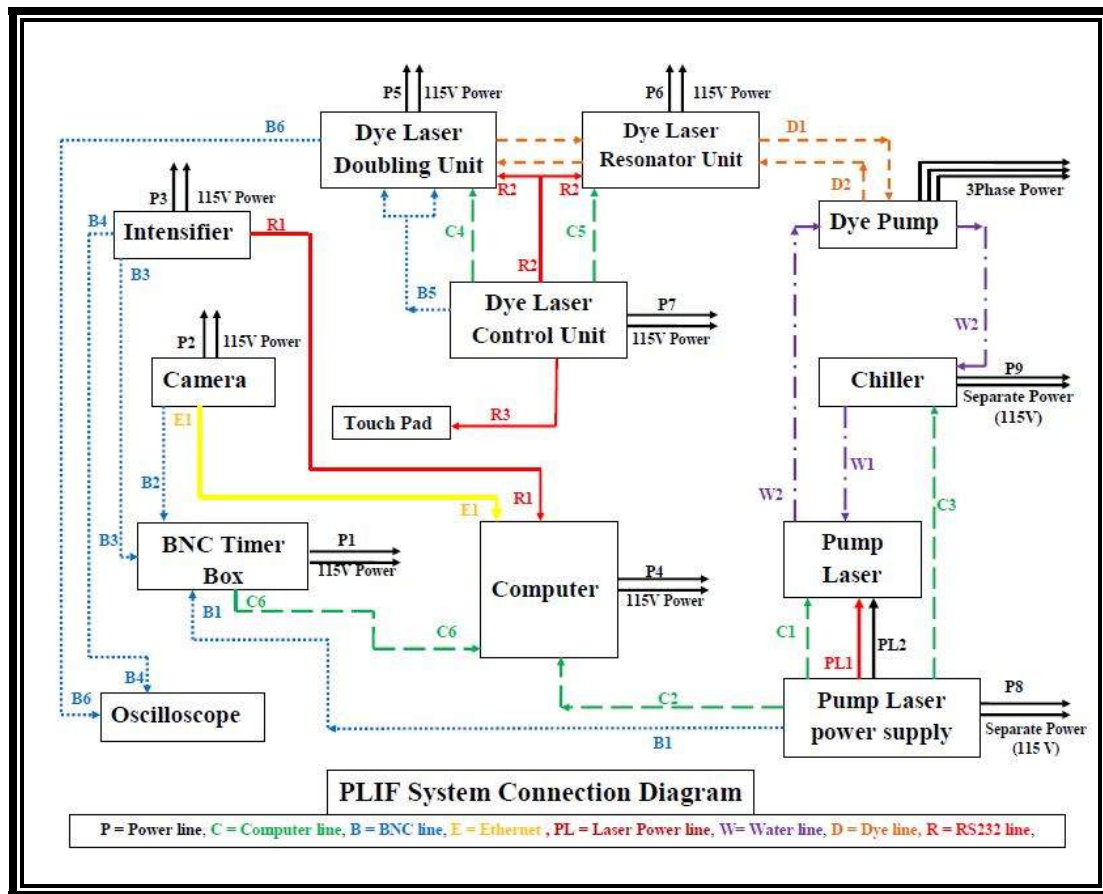 P5
115V Power
P6
115V Power
B6
Dye Laser
Doubling Unit
Dye Laser
Resonator Unit
D1
D2
3Phase Power
P3
115V Power
B4
Intensifier
R1
R2
R2
Dye Pump
B3
C4
C5
R2
B5
Dye Laser
Control Unit
P7
115V Power
W2
P2
115V Power
Camera
Chiller
P9
Separate Power
(115V)
E1
Touch Pad
R3
W1
B2
W2
C3
R1
E1
B3
BNC Timer
Box
P1
115V Power
Pump
Laser
Computer
P4
115V Power
B1
C6
C6
C1
PL2
PL1
B4
B6
Oscilloscope
C2
Pump Laser
power supply
P8
Separate Power
(115 V)
B1
PLIF System Connection Diagram
P = Power line, C = Computer line, B = BNC line, E = Ethernet , PL = Laser Power line, W= Water line, D = Dye line, R = RS232 line,